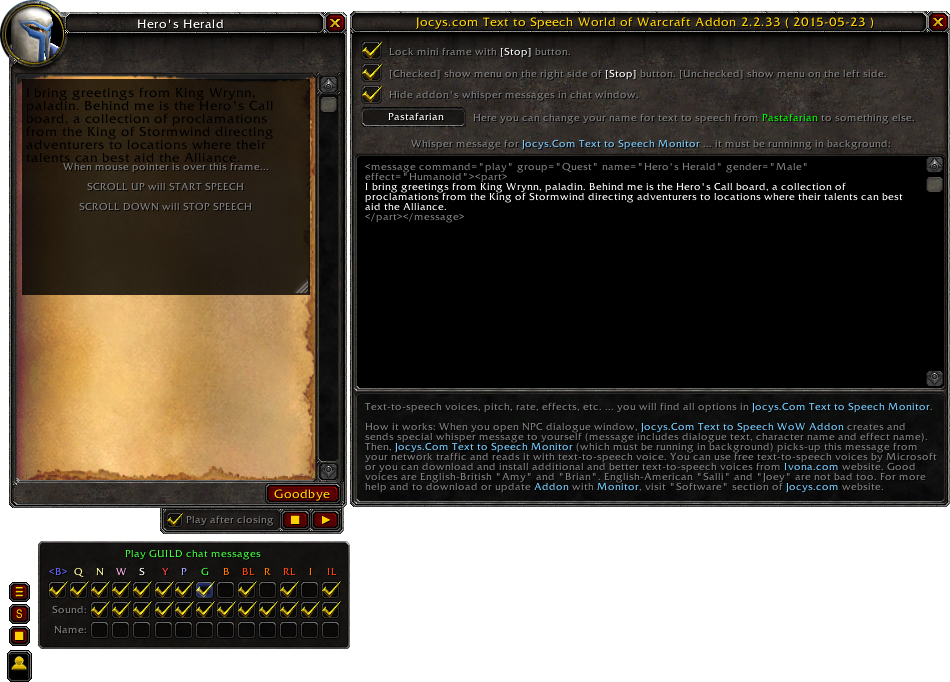 Hero's Herald
I bring greetings from King Wrynn,
paladin. Behind me is the Hero's Call
board, a collection of proclamations
from the King of Stormwind directing
adventurers to locations where their
talents can best aid the Alliance.
When mouse pointer is over this frame...
SCROLL UP will START SPEECH
SCROLL DOWN will STOP SPEECH
Goodbye
Play after closing
Jocys.com Text to Speech World of Warcraft Addon 2.2.33 ( 2015-05-23 )
Lock mini frame with [Stop] button.
[Checked] show menu on the right side of [Stop] button. [Unchecked] show menu on the left side.
Hide addon's whisper messages in chat window.
Pastafarian Here you can change your name for text to speech from Pastafarian to something else.
Whisper message for Jocys.Com Text to Speech Monitor ... it must be runnning in background:
<message command="play" group="Quest" name="Hero's Herald" gender="Male"
effect="Humanoid"><part>
I bring greetings from King Wrynn, paladin. Behind me is the Hero's Call board, a collection of
proclamations from the King of Stormwind directing adventurers to locations where their talents can best
aid the Alliance.
</part></message>
Text-to-speech voices, pitch, rate, effects, etc. ... you will find all options in Jocys.Com Text to Speech Monitor.
How it works: When you open NPC dialogue window, Jocys.Com Text to Speech WoW Addon creates and
sends special whisper message to yourself (message includes dialogue text, character name and effect name).
Then, Jocys.Com Text to Speech Monitor (which must be running in background) picks-up this message from
your network traffic and reads it with text-to-speech voice. You can use free text-to-speech voices by Microsoft
or you can download and install additional and better text-to-speech voices from Ivona.com website. Good
voices are English-British "Amy" and "Brian". English-American "Salli" and "Joey" are not bad too. For more
help and to download or update Addon with Monitor, visit "Software" section of Jocys.com website.
Play GUILD chat messages
<B> Q N W S Y P G B BL R RL I IL
Sound:
Name:
S